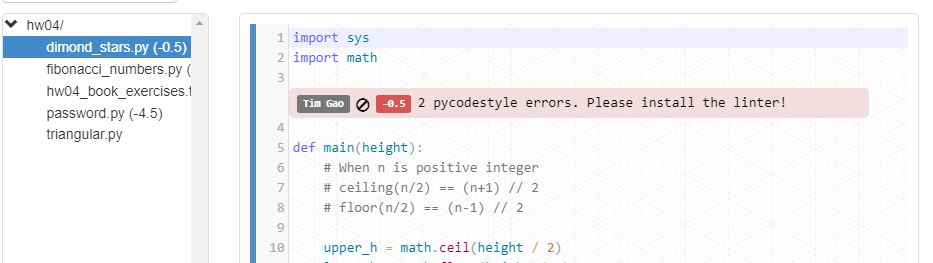 hw04/
dimond_stars.py (-0.5)
fibonacci_numbers.py (
hw04_book_exercises.
password.py (-4.5)
triangular.py
1 import sys
2 import math
3
Tim Gao -0.5 2 pycodestyle errors. Please install the linter!
4
5 def main(height):
6 # When n is positive integer
7 # ceiling(n/2) == (n+1) // 2
8 # floor(n/2) == (n-1) // 2
9
10 upper_h = math.ceil(height / 2)